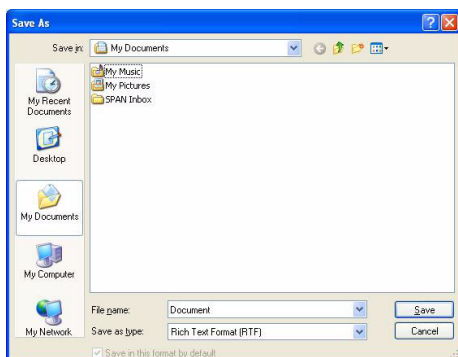 Save As
Save in: My Documents
My Music
My Pictures
SPAN Inbox
My Recent
Documents
Desktop
My Documents
My Computer
My Network
File name: Document Save
Save as type: Rich Text Format (RTF) Cancel
Save in this format by default